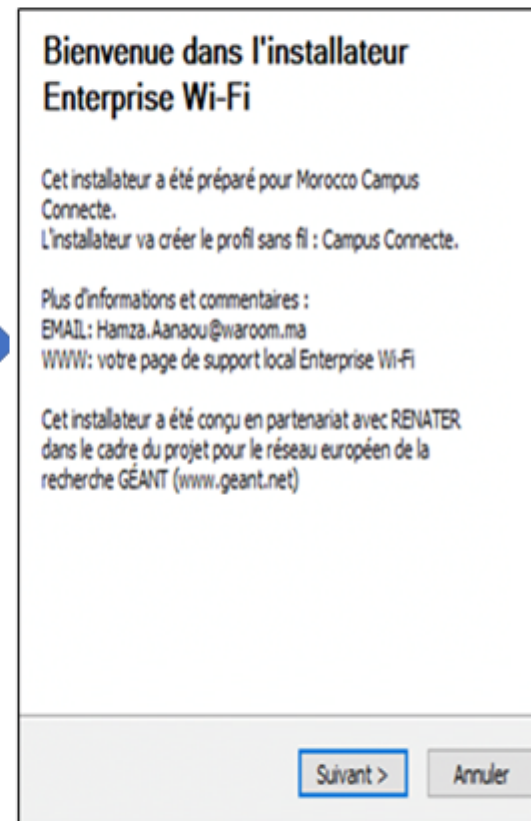 Bienvenue dans l'installateur
Enterprise Wi-Fi
Cet installateur a été préparé pour Morocco Campus
Connecte.
L'installateur va créer le profil sans fil : Campus Connecte.
Plus d'informations et commentaires :
EMAIL: Hamza.Aanaou@waroom.ma
WWW: votre page de support local Enterprise Wi-Fi
Cet installateur a été conçu en partenariat avec RENATER
dans le cadre du projet pour le réseau européen de la
recherche GÉANT (www.geant.net)
Suivant >
Annuler